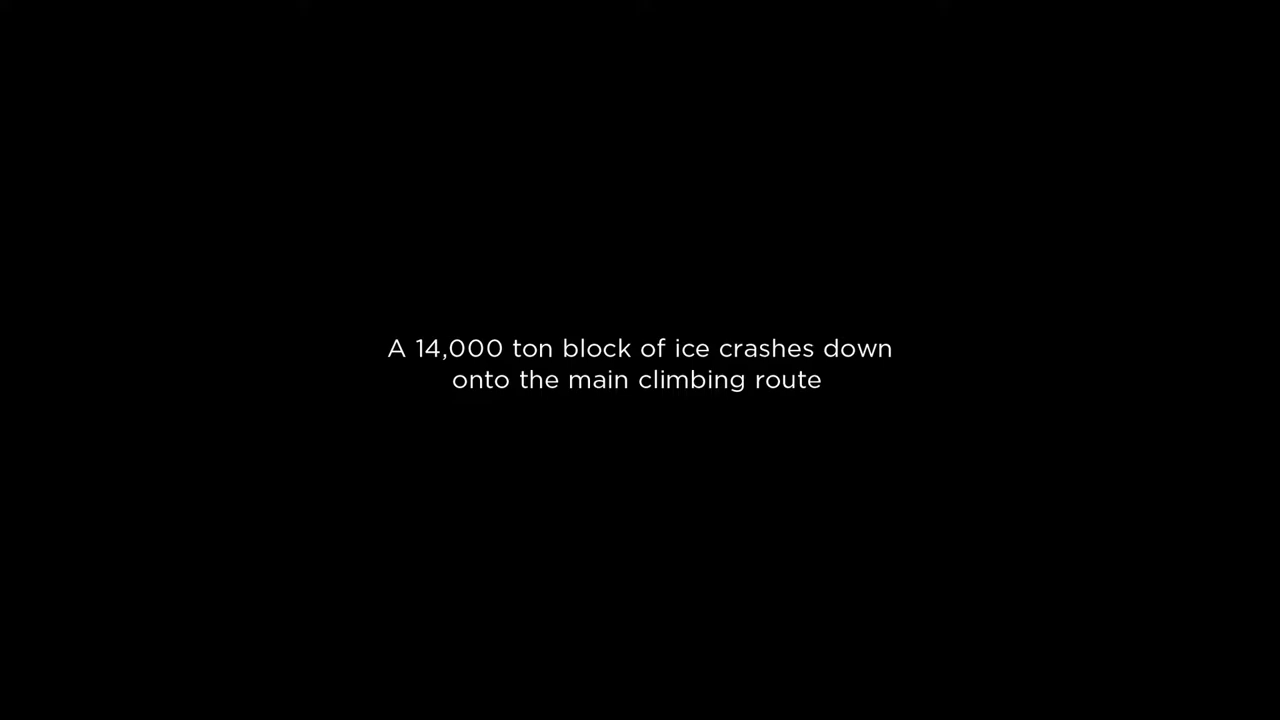 A 14,000 ton block of ice crashes down
onto the main climbing route